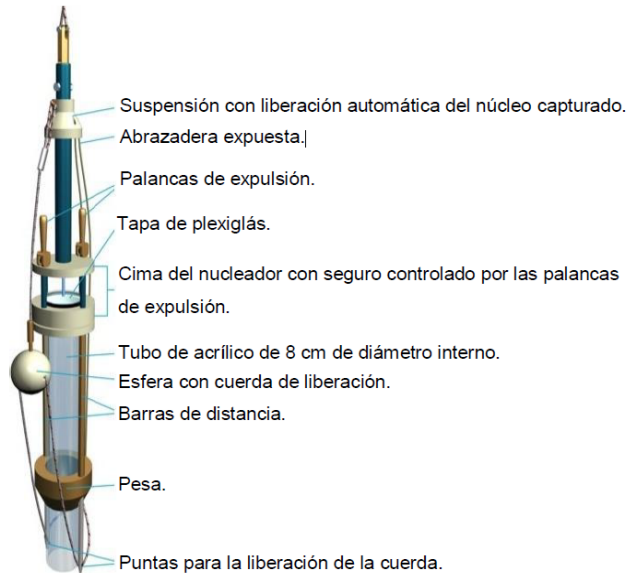 Suspensión con liberación automática del núcleo capturado.
Abrazadera expuesta.
Palancas de expulsión.
Tapa de plexiglás.
Cima del nucleador con seguro controlado por las palancas
de expulsión.
Tubo de acrílico de 8 cm de diámetro interno.
Esfera con cuerda de liberación.
Barras de distancia.
Pesa.
Puntas para la liberación de la cuerda.